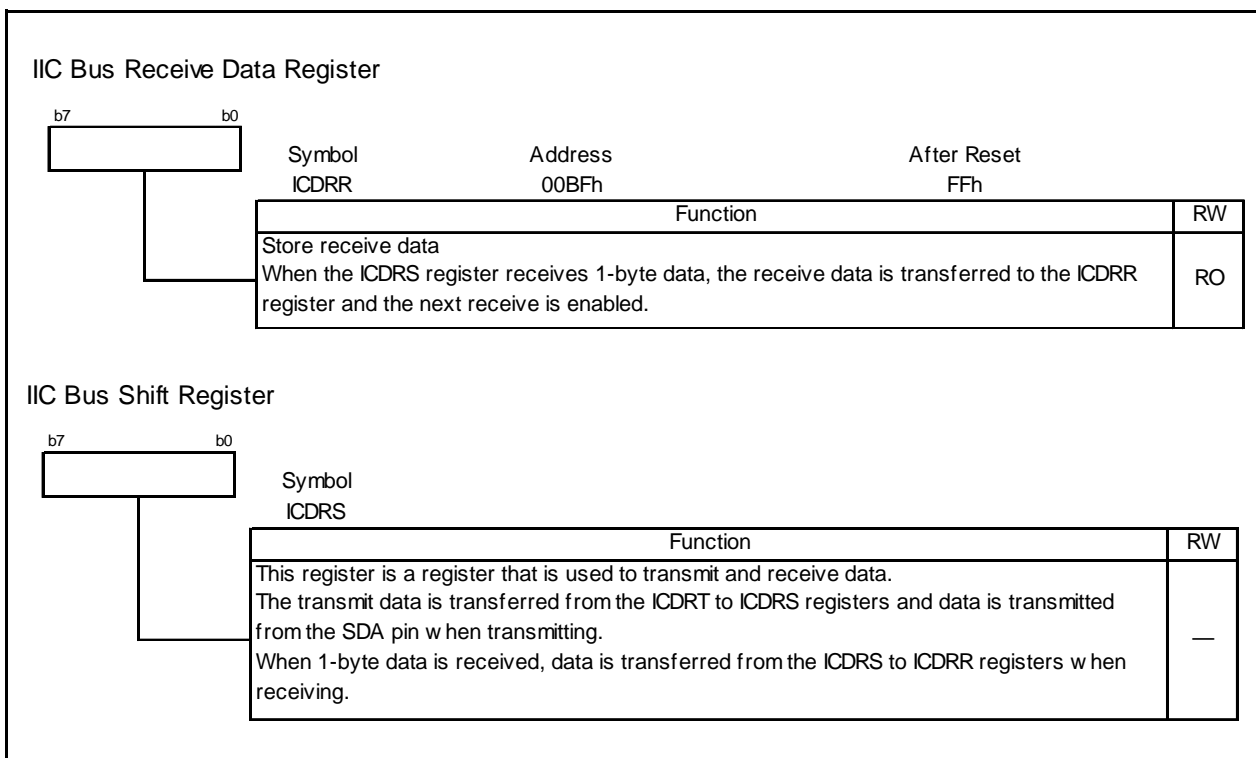 IIC Bus Receive Data Register
b7 b0
Symbol Address After Reset
ICDRR 00BFh FFh
Function RW
Store receive data
When the ICDRS register receives 1-byte data, the receive data is transferred to the ICDRR
register and the next receive is enabled.
RO
IIC Bus Shift Register
b7 b0
Symbol
ICDRS
Function RW
This register is a register that is used to transmit and receive data.
The transmit data is transferred from the ICDRT to ICDRS registers and data is transmitted
from the SDA pin when transmitting.
When 1-byte data is received, data is transferred from the ICDRS to ICDRR registers when
receiving.
—